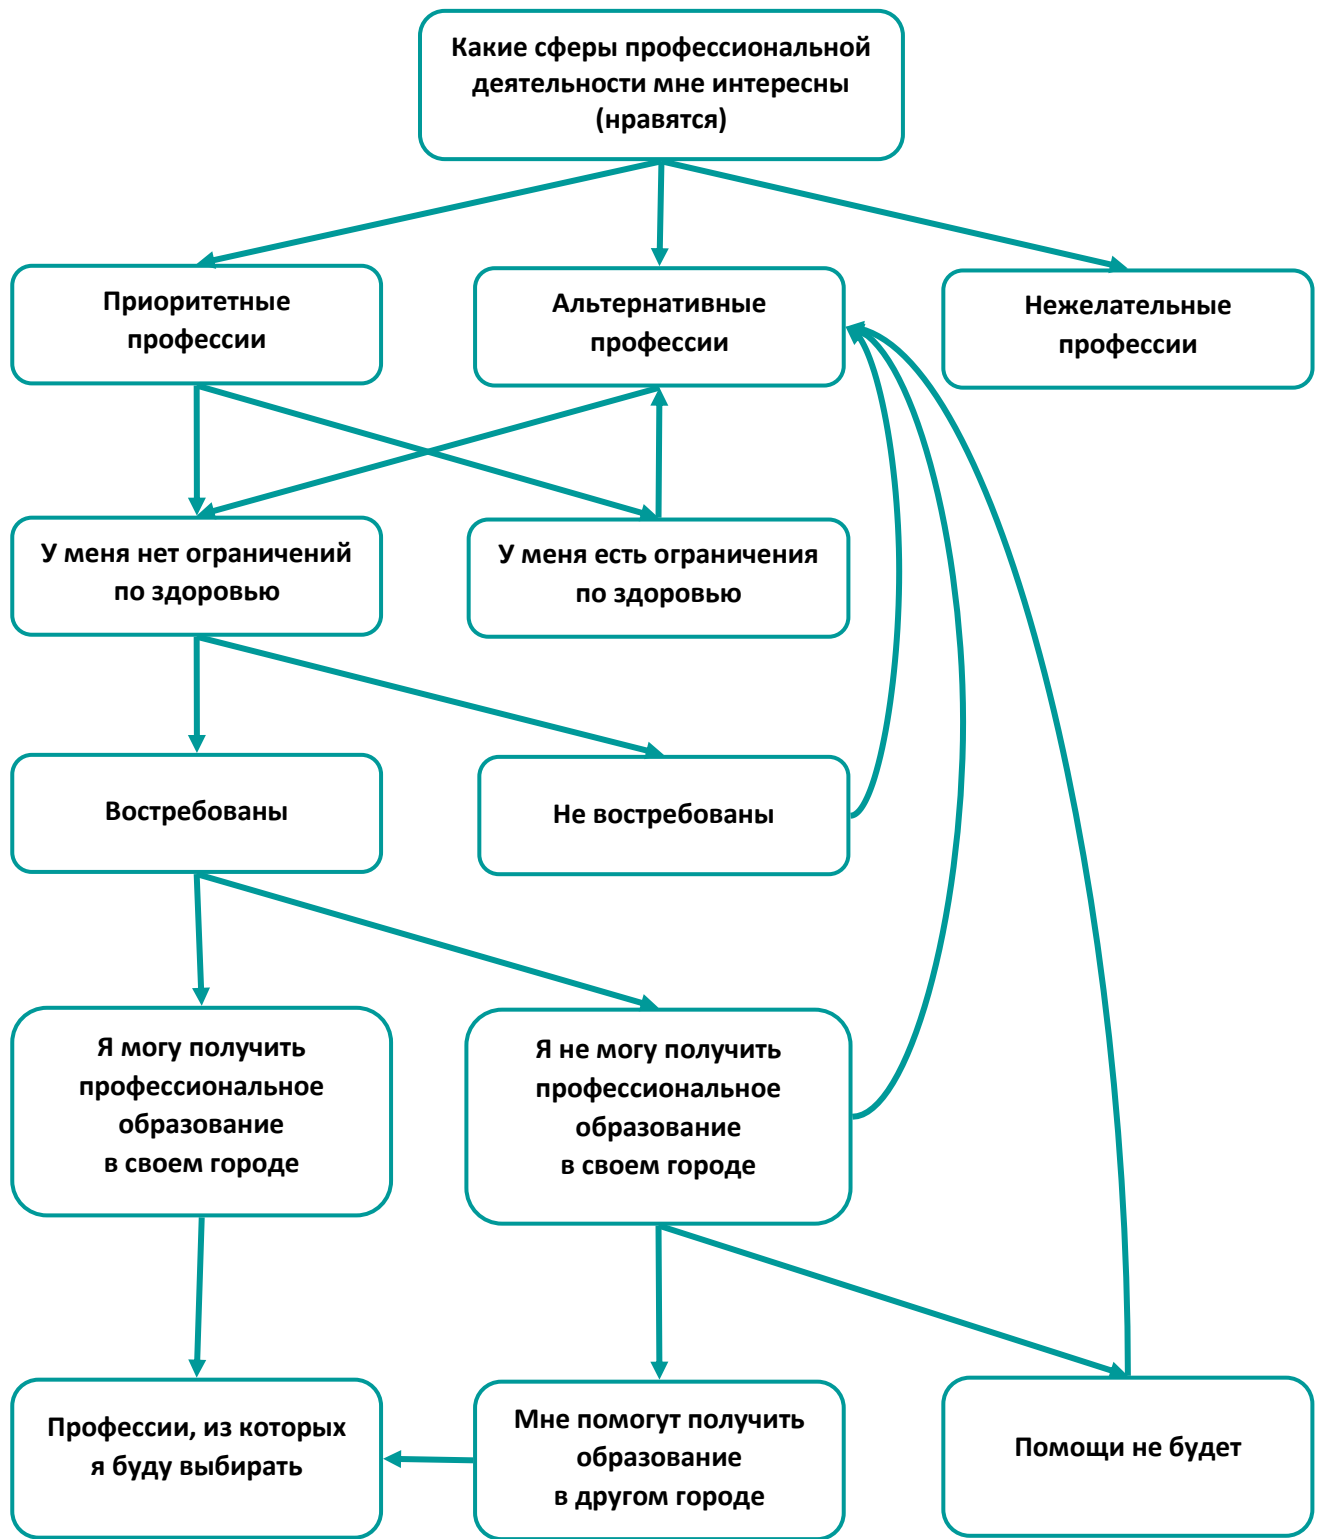 Какие сферы профессиональной
деятельности мне интересны
(нравятся)
Приоритетные
профессии
Альтернативные
профессии
Нежелательные
профессии
У меня нет ограничений
по здоровью
У меня есть ограничения
по здоровью
Востребованы
Не востребованы
Я могу получить
профессиональное
образование
в своем городе
Я не могу получить
профессиональное
образование
в своем городе
Профессии, из которых
я буду выбирать
Мне помогут получить
образование
в другом городе
Помощи не будет